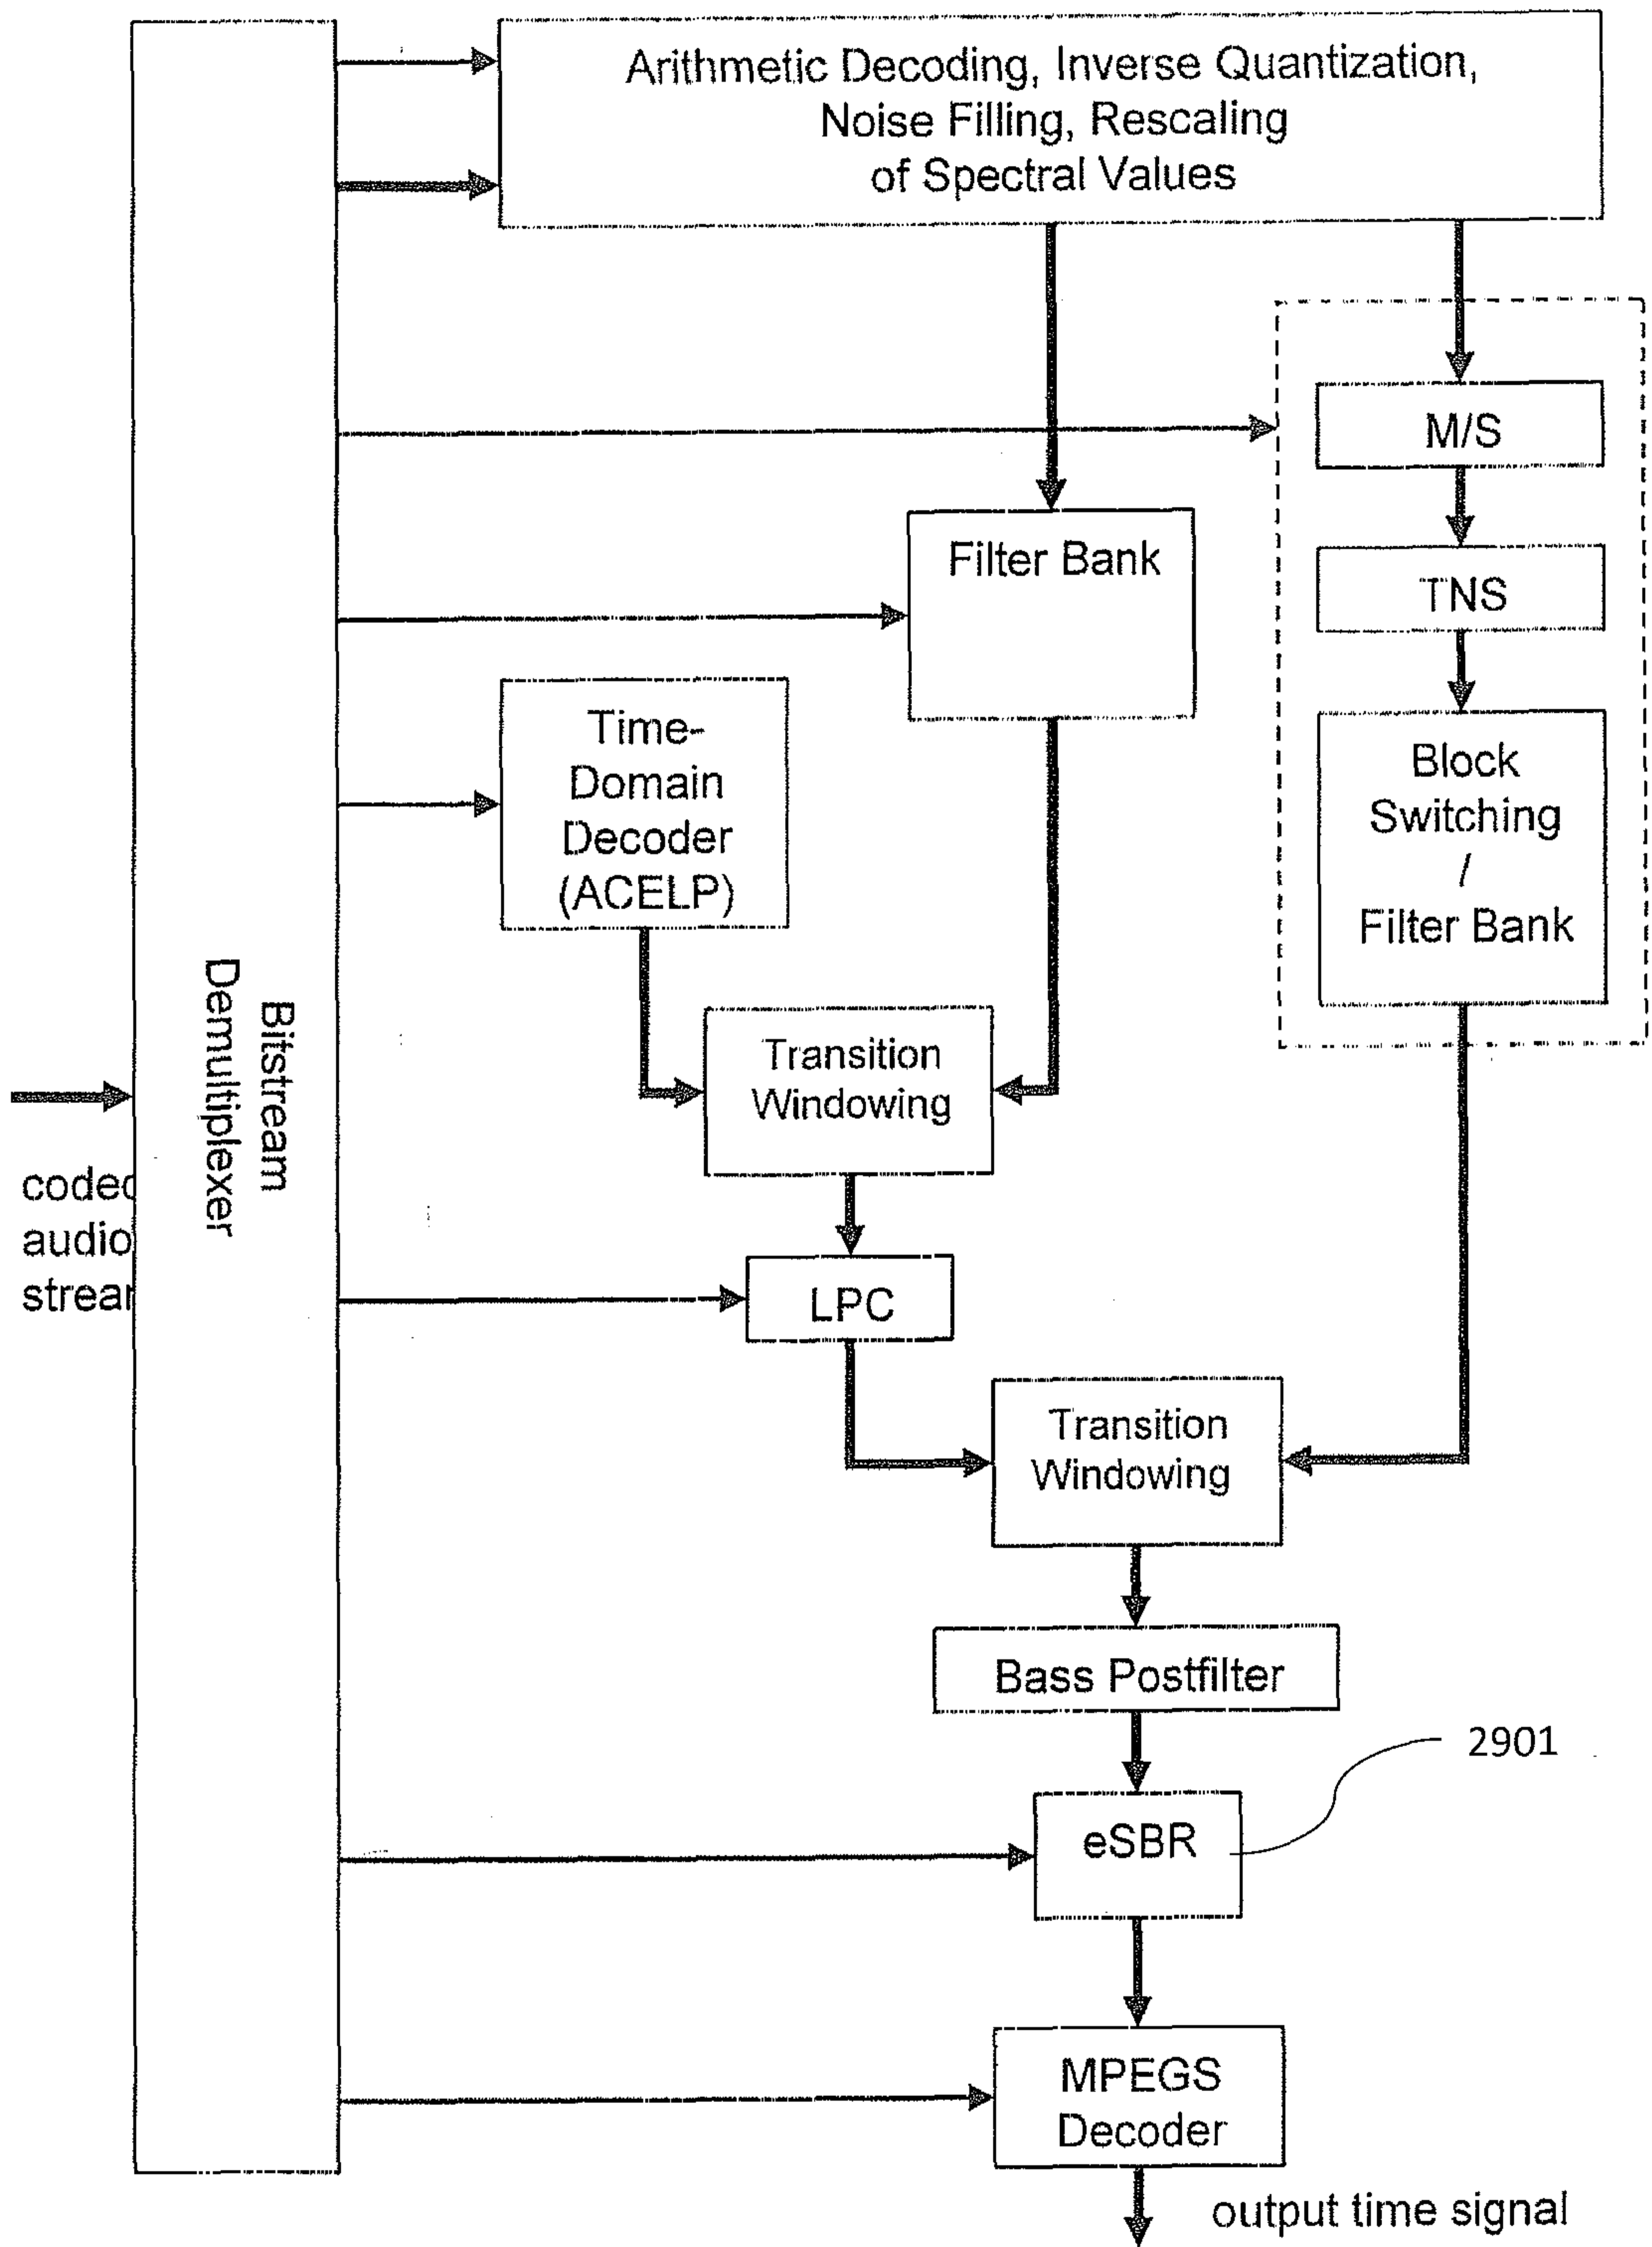 Arithmetic Decoding, Inverse Quantization,
Noise Filling, Rescaling
of Spectral Values
M/S
Filter Bank
TNS
Time-
Domain
Decoder
(ACELP)
Block
Switching
/
Filter Bank
Bitstream
Demultiplexer
Transition
Windowing
coded
audio
strear
LPC
Transition
Windowing
Bass Postfilter
2901
eSBR
MPEGS
Decoder
output time signal